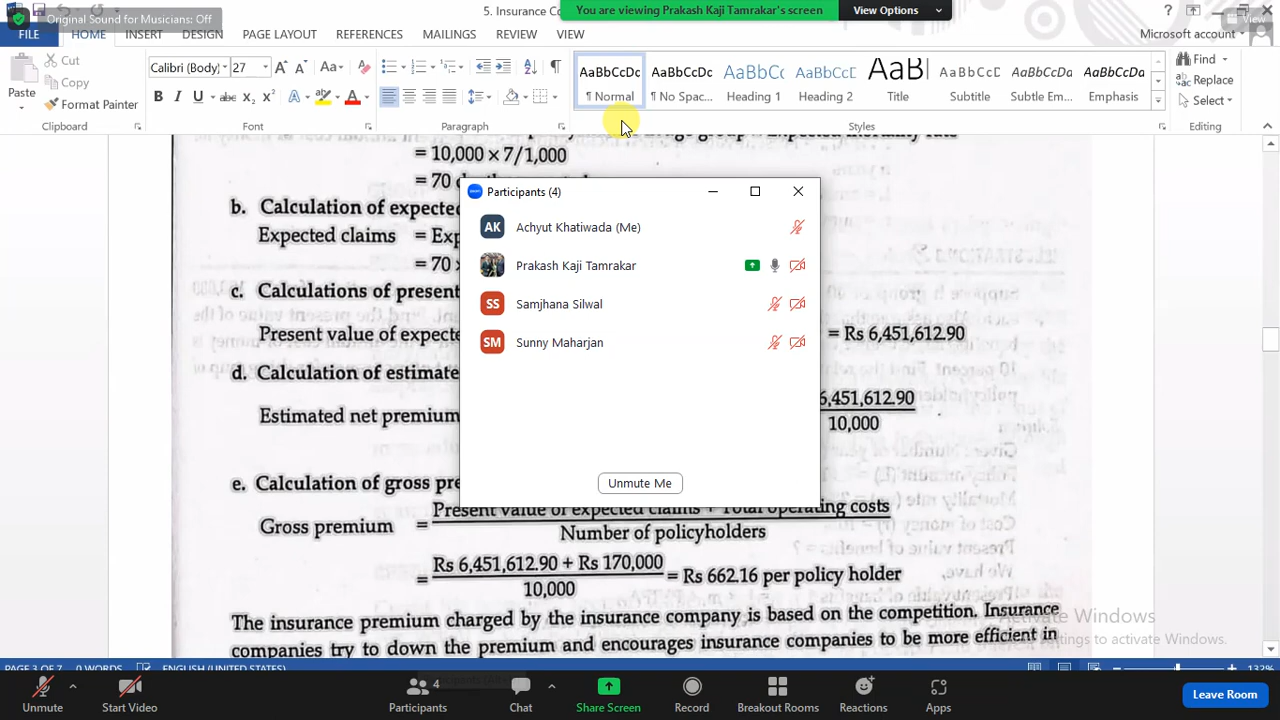 Original Sound for Musicians: Off
5. Insurance Co
You are viewing Prakash Kaji Tamrakar's screen
View Options
View
FILE HOME INSERT DESIGN PAGE LAYOUT REFERENCES MAILINGS REVIEW VIEW
Microsoft account
Paste
Cut
Copy
Format Painter
Clipboard
Calibri (Body) 27
Font
Paragraph
AaBbCcDc AaBbCcDc AaBbCc AaBbCcD AaB AaBbCcD AaBbCcDc AaBbCcDc
¶ Normal ¶ No Spac... Heading 1 Heading 2 Title Subtitle Subtle Em... Emphasis
Styles
Find
Replace
Select
Editing
= 10,000 × 7/1,000
= 70
b. Calculation of expected
Expected claims = Exp
= 70
c. Calculations of present
Present value of expecte
= Rs 6,451,612.90
d. Calculation of estimate
Estimated net premium
6,451,612.90
10,000
e. Calculation of gross pre
Gross premium = Present value of expected claims + Total operating costs
Number of policyholders
= Rs 6,451,612.90 + Rs 170,000 = Rs 662.16 per policy holder
10,000
The insurance premium charged by the insurance company is based on the competition. Insurance
companies try to down the premium and encourages insurance companies to be more efficient in
Participants (4)
AK Achyut Khatiwada (Me)
Prakash Kaji Tamrakar
SS Samjhana Silwal
SM Sunny Maharjan
Unmute Me
Activate Windows
ettings to activate Windows.
PAGE 3 OF 7 0 WORDS ENGLISH (UNITED STATES)
132%
Unmute
Start Video
4
Participants
Chat
Share Screen
Record
Breakout Rooms
Reactions
Apps
Leave Room